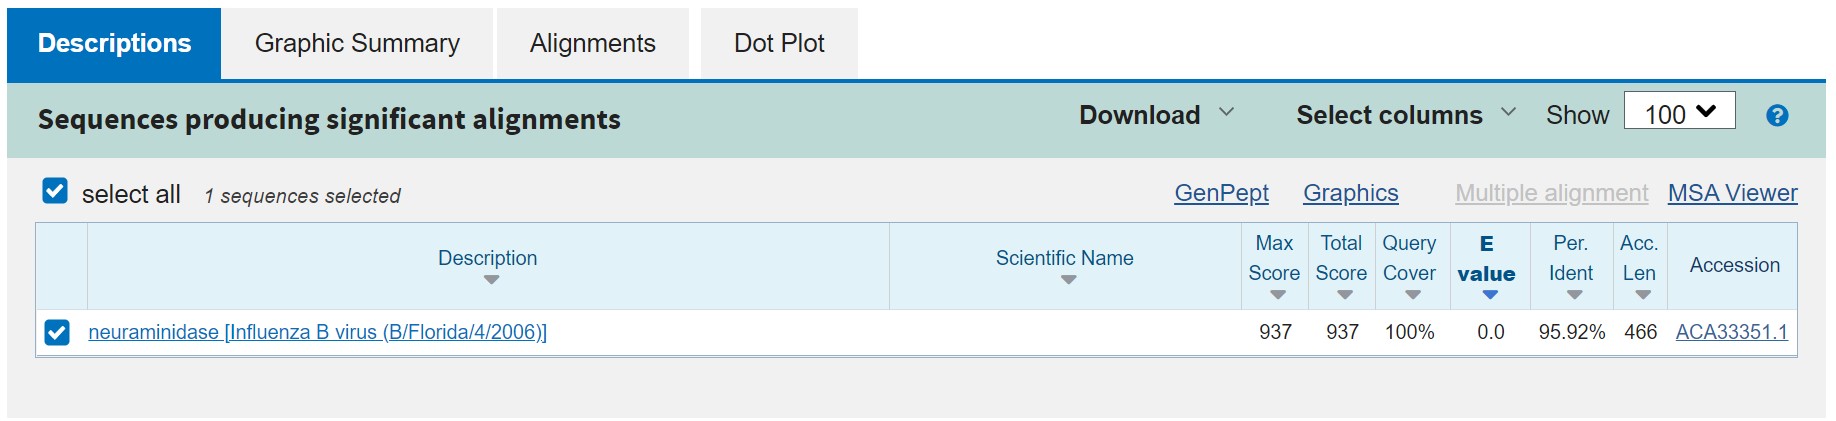 Descriptions Graphic Summary Alignments Dot Plot
Sequences producing significant alignments Download Select columns Show 100 ?
select all 1 sequences selected GenPept Graphics Multiple alignment MSA Viewer
Description Scientific Name Max Score Total Score Query Cover E value Per. Ident Acc. Len Accession
neuraminidase [Influenza B virus (B/Florida/4/2006)] 937 937 100% 0.0 95.92% 466 ACA33351.1